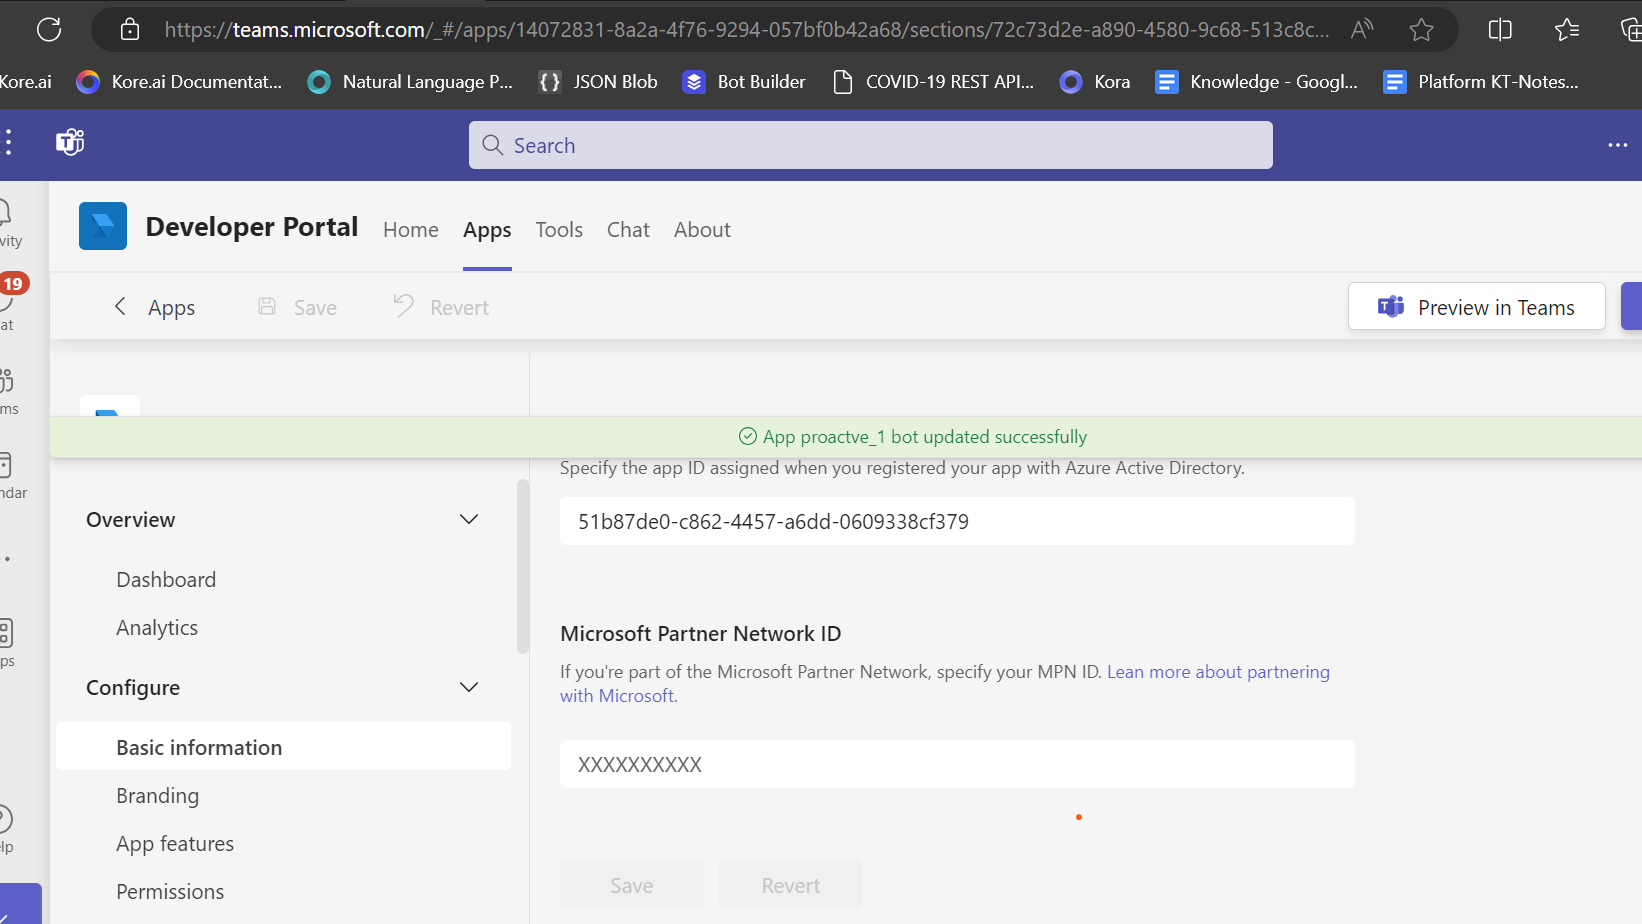 https://teams.microsoft.com/_#/apps/14072831-8a2a-4f76-9294-057bf0b42a68/sections/72c73d2e-a890-4580-9c68-513c8c...
Kore.ai
Kore.ai Documentat...
Natural Language P...
JSON Blob
Bot Builder
COVID-19 REST API...
Kora
Knowledge - Googl...
Platform KT-Notes...
Search
Developer Portal
Home
Apps
Tools
Chat
About
vity
19
at
ms
ndar
ps
lp
Apps
Save
Revert
Preview in Teams
App proactve_1 bot updated successfully
Overview
Dashboard
Analytics
Configure
Basic information
Branding
App features
Permissions
Specify the app ID assigned when you registered your app with Azure Active Directory.
51b87de0-c862-4457-a6dd-0609338cf379
Microsoft Partner Network ID
If you're part of the Microsoft Partner Network, specify your MPN ID. Lean more about partnering
with Microsoft.
XXXXXXXXXX
Save
Revert